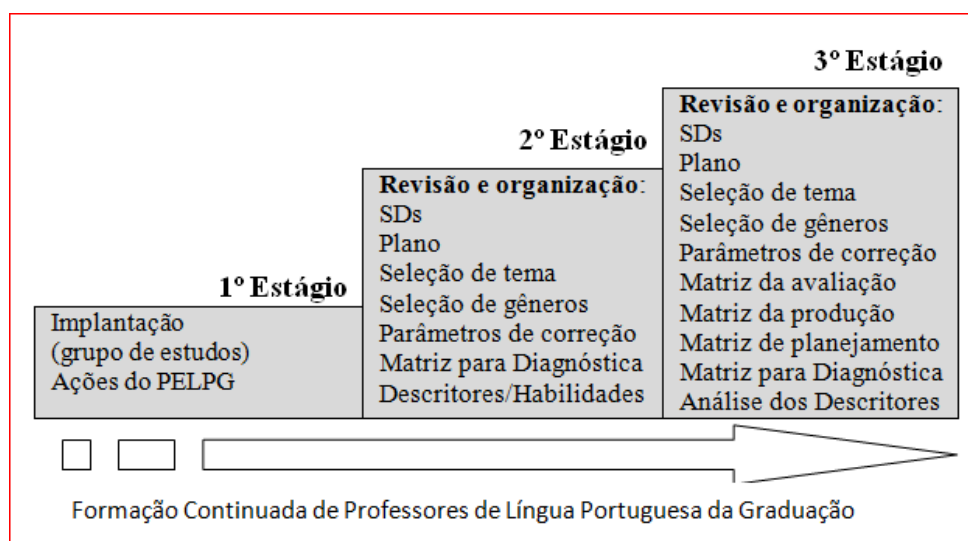 1º Estágio
Implantação
(grupo de estudos)
Ações do PELPG
2º Estágio
Revisão e organização:
SDs
Plano
Seleção de tema
Seleção de gêneros
Parâmetros de correção
Matriz para Diagnóstica
Descritores/Habilidades
3º Estágio
Revisão e organização:
SDs
Plano
Seleção de tema
Seleção de gêneros
Parâmetros de correção
Matriz da avaliação
Matriz da produção
Matriz de planejamento
Matriz para Diagnóstica
Análise dos Descritores
Formação Continuada de Professores de Língua Portuguesa da Graduação